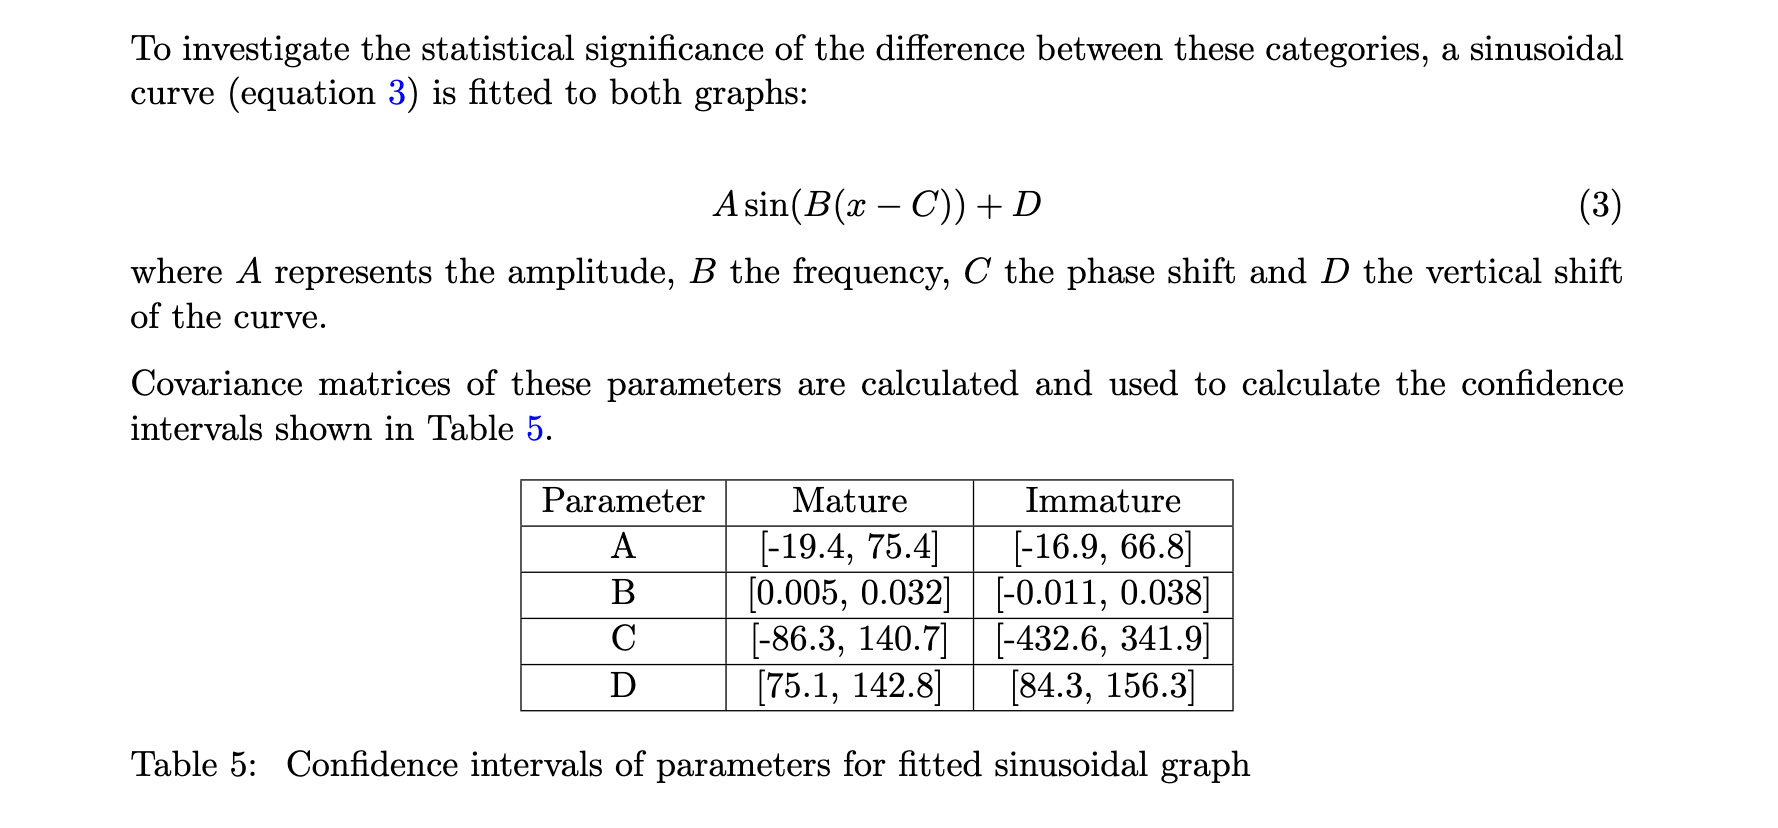 To investigate the statistical significance of the difference between these categories, a sinusoidal
curve (equation 3) is fitted to both graphs:
A sin(B(x − C)) + D (3)
where A represents the amplitude, B the frequency, C the phase shift and D the vertical shift
of the curve.
Covariance matrices of these parameters are calculated and used to calculate the confidence
intervals shown in Table 5.
Parameter Mature Immature
A [-19.4, 75.4] [-16.9, 66.8]
B [0.005, 0.032] [-0.011, 0.038]
C [-86.3, 140.7] [-432.6, 341.9]
D [75.1, 142.8] [84.3, 156.3]
Table 5: Confidence intervals of parameters for fitted sinusoidal graph